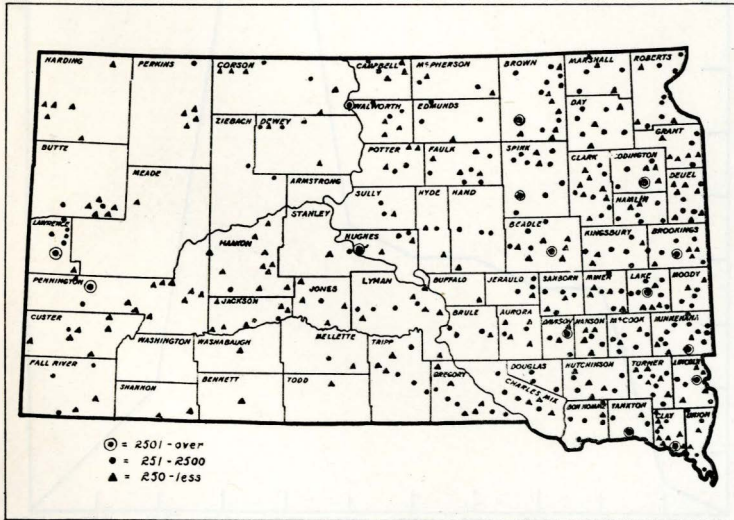 HARDING PERKINS CORSON CAMPBELL McPHERSON BROWN MARSHALL ROBERTS
WALWORTH EDMUNDS DAY
ZIEBACH DEWEY GRANT
BUTTE POTTER FAULK SPINK CLARK CODINGTON
MEADE DEUEL
ARMSTRONG SULLY HYDE HAND HAMLIN
LAWRENCE STANLEY BEADLE KINGSBURY BROOKINGS
HAAKON HUGHES
PENNINGTON JONES LYMAN BUFFALO JERAULD SANBORN MINER LAKE MOODY
JACKSON
CUSTER BRULE AURORA DAVISON HANSON McCOOK MINNEHAHA
WASHINGTON WASHABAUGH MELLETTE TRIPP
FALL RIVER DOUGLAS HUTCHINSON TURNER LINCOLN
SHANNON BENNETT TODD GREGORY CHARLES MIX
BON HOMME YANKTON CLAY UNION
= 2501-over
= 251-2500
= 250-less